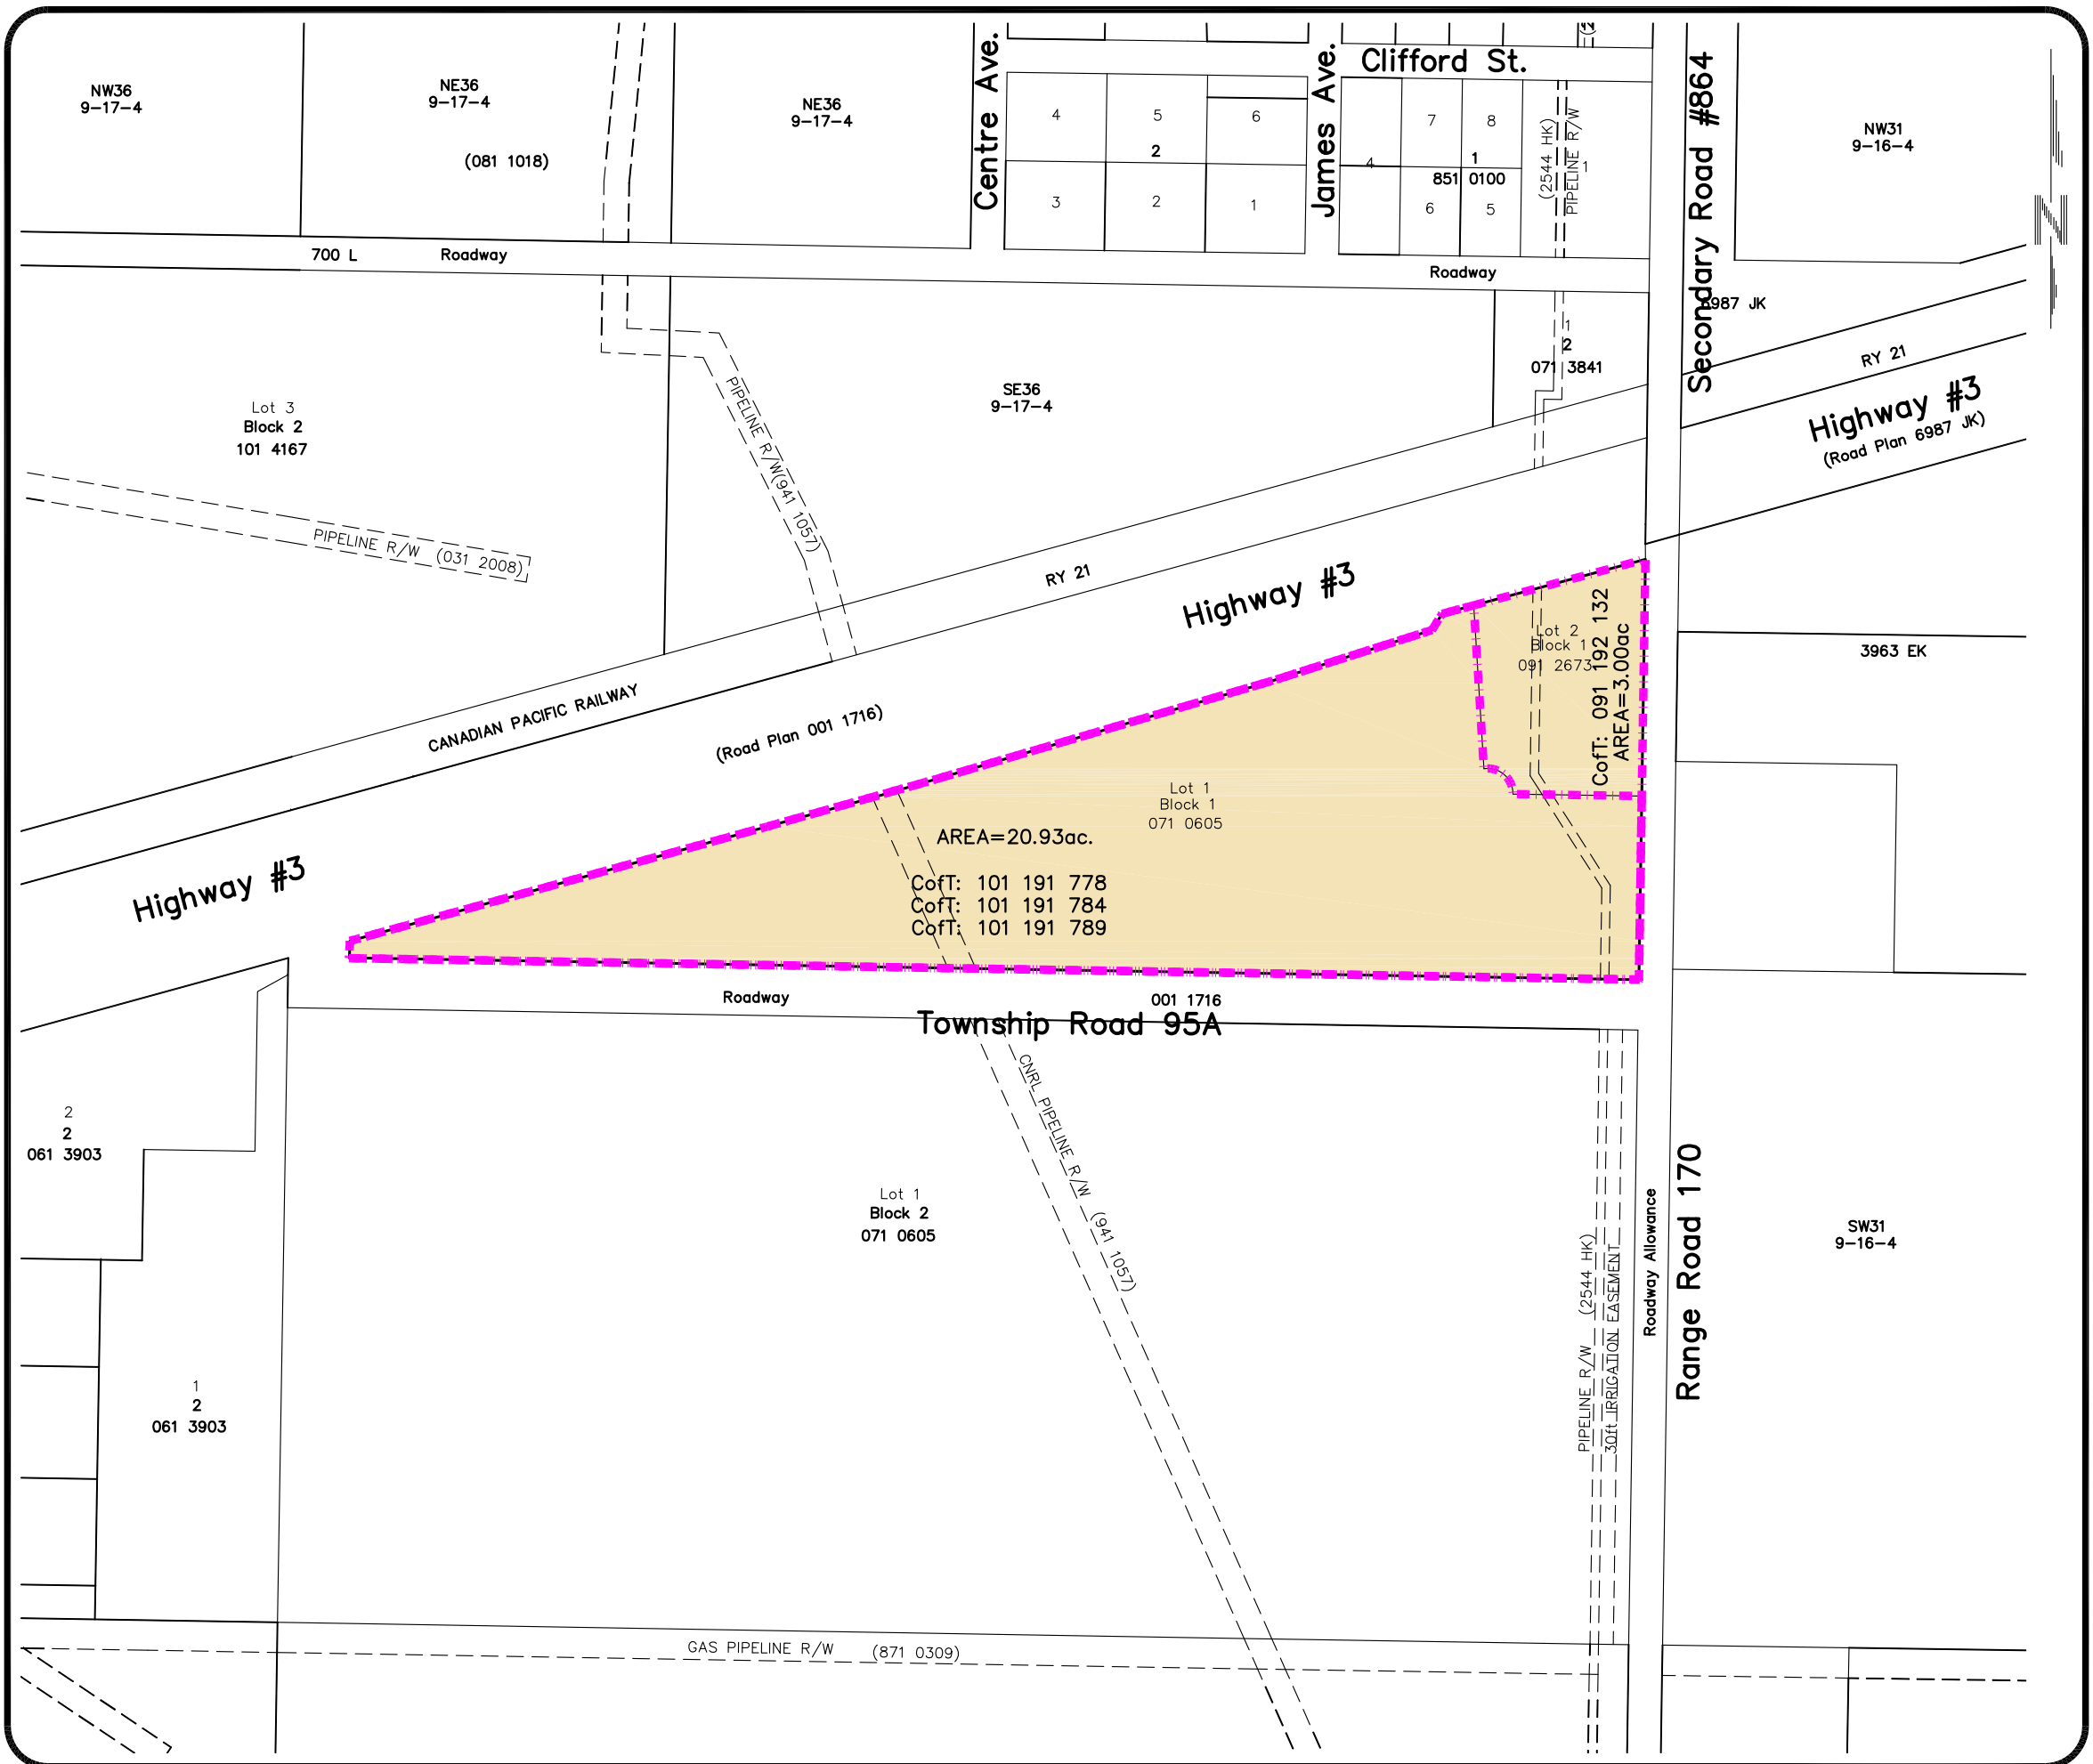 NW36
9-17-4
NE36
9-17-4
(081 1018)
NE36
9-17-4
Centre Ave.
4
5
6
2
3
2
1
James Ave.
Clifford St.
7
8
4
1
851 0100
6
5
(2544 HK)
PIPELINE R/W
1
Secondary Road #864
NW31
9-16-4
N
700 L
Roadway
Roadway
6987 JK
1
2
071 3841
RY 21
Highway #3
(Road Plan 6987 JK)
Lot 3
Block 2
101 4167
PIPELINE R/W(941 1057)
SE36
9-17-4
PIPELINE R/W (031 2008)
RY 21
Highway #3
CANADIAN PACIFIC RAILWAY
(Road Plan 001 1716)
Lot 2
Block 1
091 2673
CofT: 091 192 132
AREA=3.00ac
3963 EK
Lot 1
Block 1
071 0605
AREA=20.93ac.
CofT: 101 191 778
CofT: 101 191 784
CofT: 101 191 789
Highway #3
Roadway
001 1716
Township Road 95A
2
2
061 3903
CNRL PIPELINE R/W (941 1057)
Lot 1
Block 2
071 0605
PIPELINE R/W (2544 HK)
30ft IRRIGATION EASEMENT
Roadway Allowance
Range Road 170
SW31
9-16-4
1
2
061 3903
GAS PIPELINE R/W (871 0309)